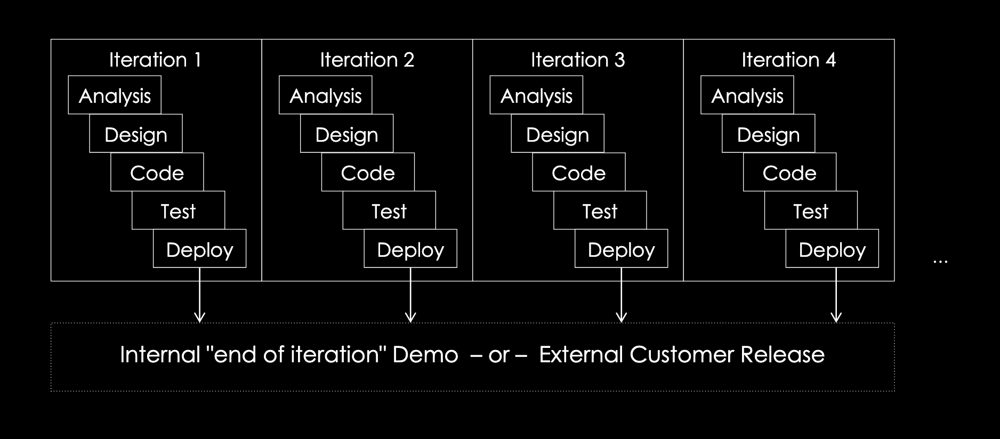 Iteration 1
Analysis
Design
Code
Test
Deploy
Iteration 2
Analysis
Design
Code
Test
Deploy
Iteration 3
Analysis
Design
Code
Test
Deploy
Iteration 4
Analysis
Design
Code
Test
Deploy
...
Internal "end of iteration" Demo – or – External Customer Release